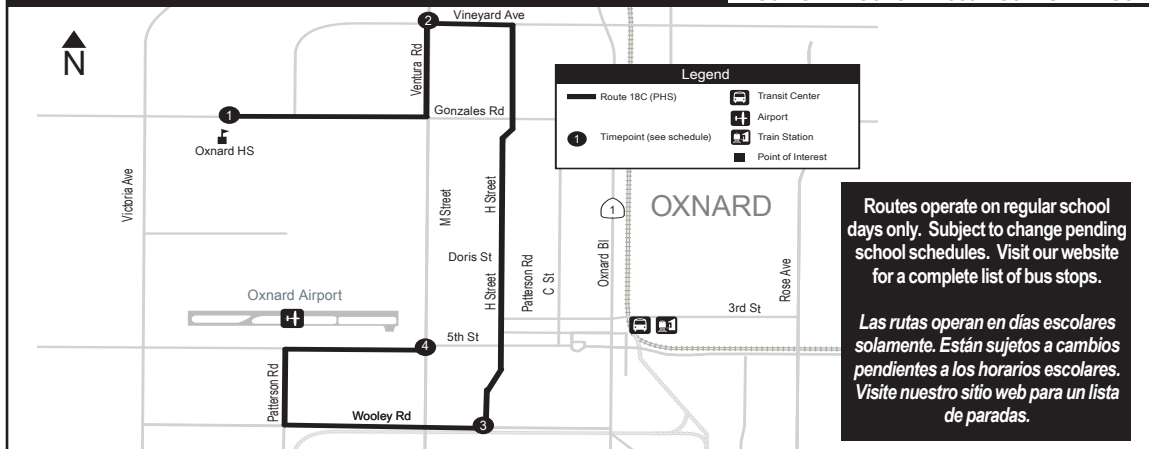 2
Vineyard Ave
N
Ventura Rd
Legend
Route 18C (PHS)
Transit Center
Airport
1
Timepoint (see schedule)
Train Station
Point of Interest
1
Gonzales Rd
Oxnard HS
Victoria Ave
M Street
H Street
1
OXNARD
Doris St
H Street
Patterson Rd
C St
Oxnard Bl
Rose Ave
Oxnard Airport
3rd St
4
5th St
Patterson Rd
Wooley Rd
3
Routes operate on regular school
days only. Subject to change pending
school schedules. Visit our website
for a complete list of bus stops.
Las rutas operan en días escolares
solamente. Están sujetos a cambios
pendientes a los horarios escolares.
Visite nuestro sitio web para un lista
de paradas.